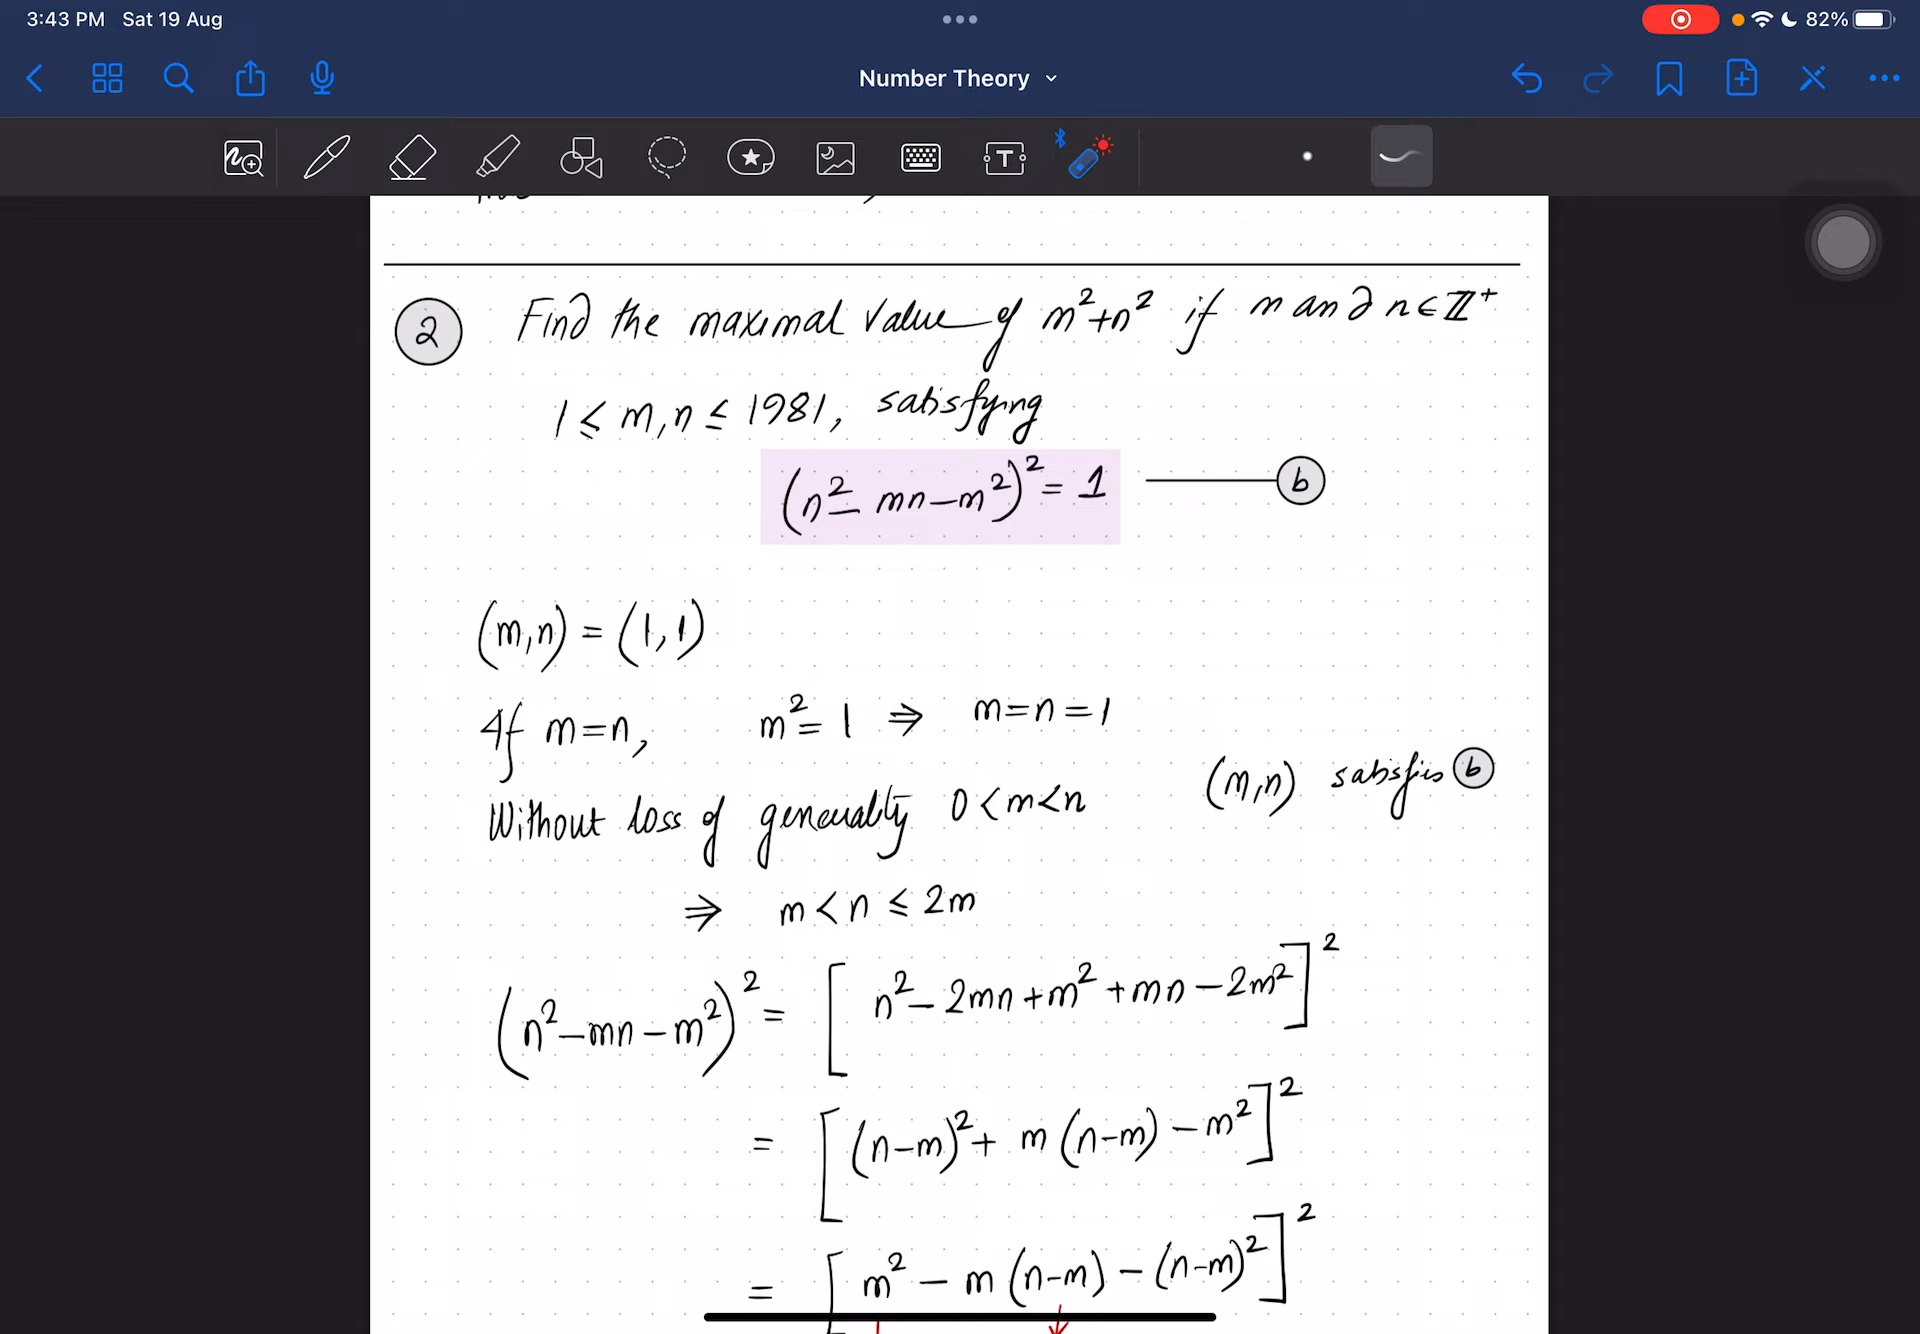 3:43 PM Sat 19 Aug
82%
Number Theory
T
2 Find the maximal value of m²+n² if m and n ∈ ℤ⁺
1 ≤ m,n ≤ 1981, satisfying
(n² – mn – m²)² = 1 — b
(m,n) = (1,1)
If m=n, m² = 1 ⇒ m=n=1
Without loss of generality 0<m<n (m,n) satisfies b
⇒ m < n ≤ 2m
(n² – mn – m²)² = [n² – 2mn + m² + mn – 2m²]²
= [(n–m)² + m(n–m) – m²]²
= [m² – m(n–m) – (n–m)²]²